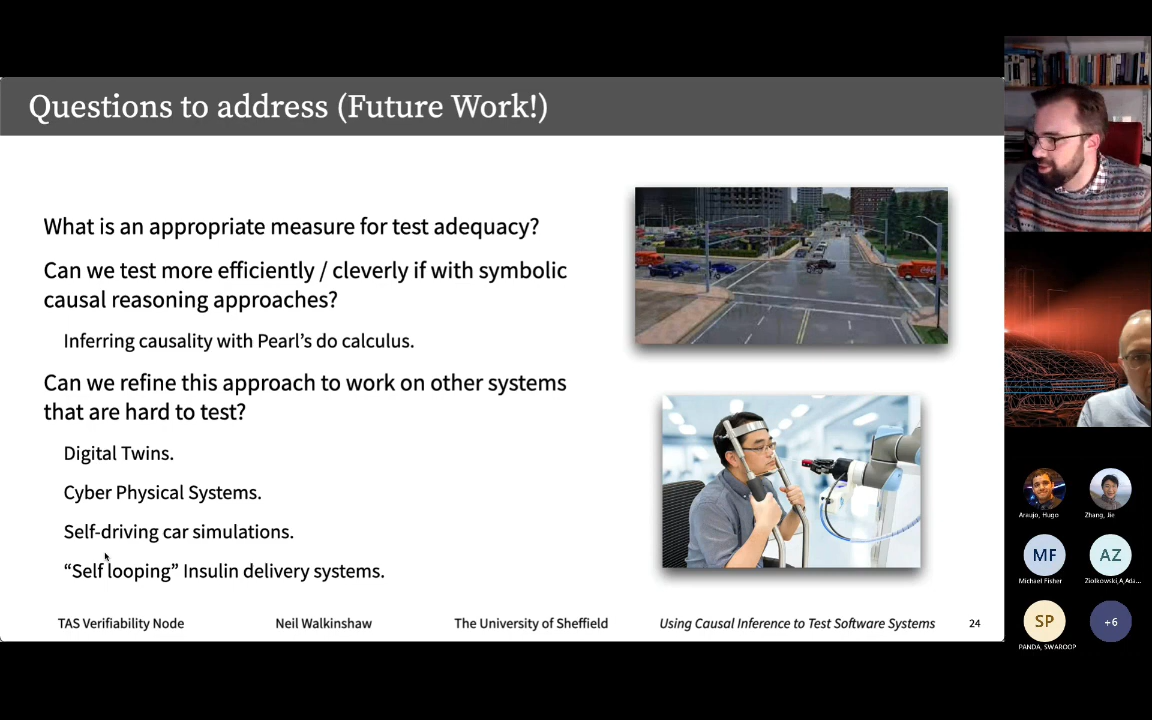 Questions to address (Future Work!)
What is an appropriate measure for test adequacy?
Can we test more efficiently / cleverly if with symbolic
causal reasoning approaches?
Inferring causality with Pearl's do calculus.
Can we refine this approach to work on other systems
that are hard to test?
Digital Twins.
Cyber Physical Systems.
Self-driving car simulations.
“Self looping” Insulin delivery systems.
TAS Verifiability Node
Neil Walkinshaw
The University of Sheffield
Using Causal Inference to Test Software Systems
24
Araujo, Hugo
Zhang, Jie
MF
AZ
Michael Fisher
Ziolkowski,A,Ada...
SP
+6
PANDA, SWAROOP